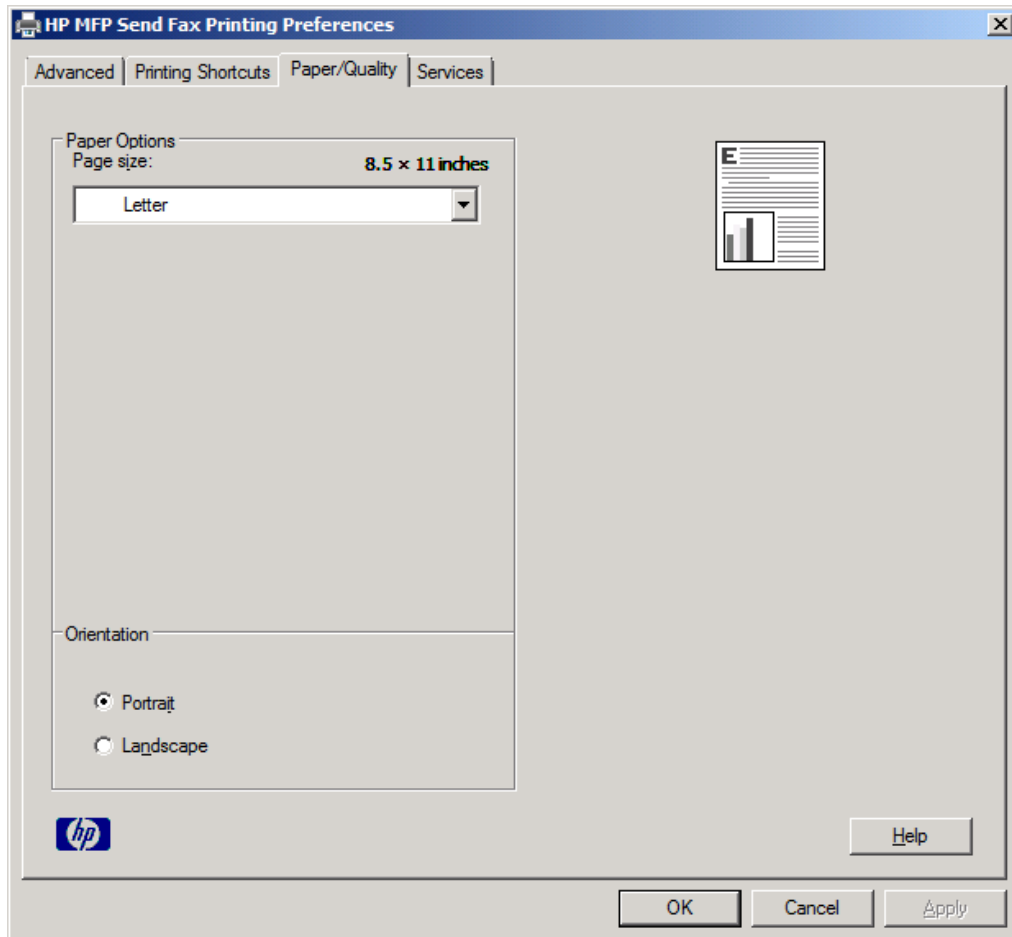 HP MFP Send Fax Printing Preferences
Advanced Printing Shortcuts Paper/Quality Services
Paper Options
Page size: 8.5 × 11 inches
Letter
E
Orientation
Portrait
Landscape
hp
Help
OK Cancel Apply